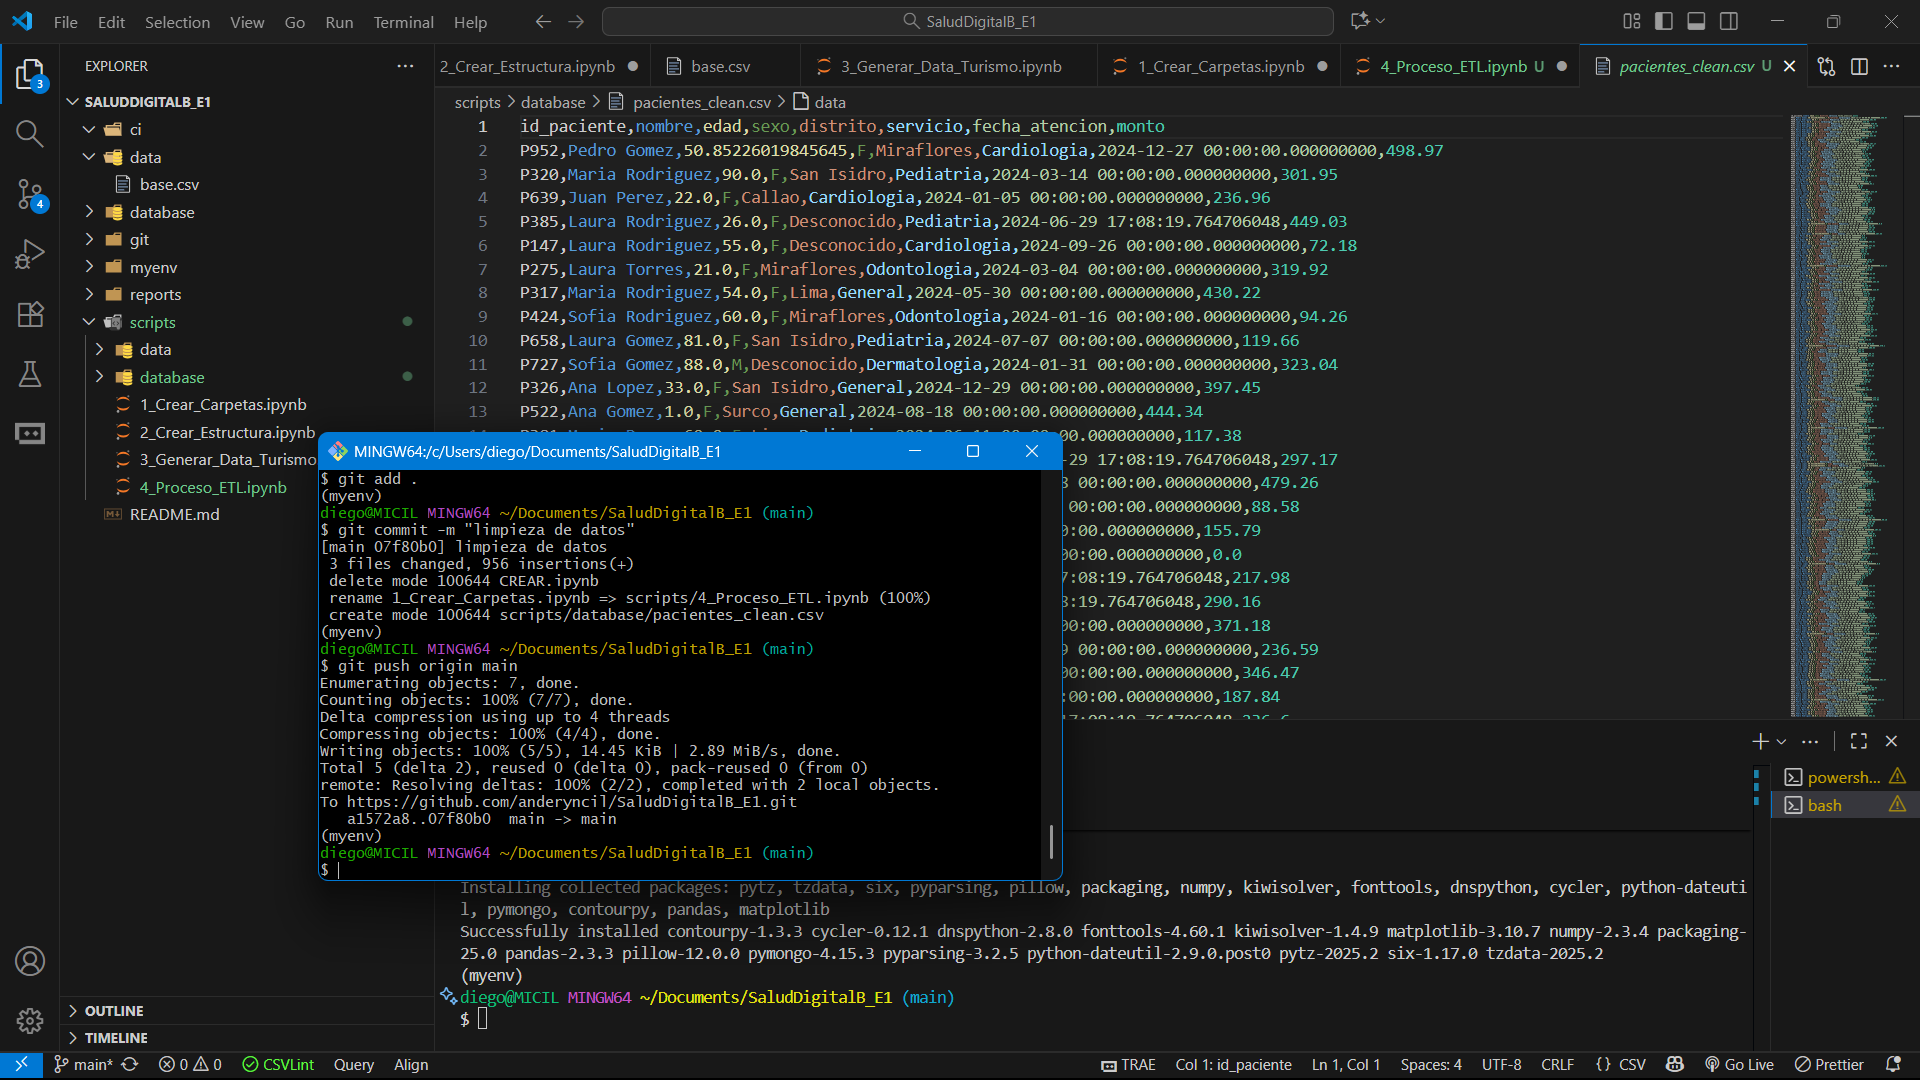 File Edit Selection View Go Run Terminal Help
SaludDigitalB_E1
EXPLORER
2_Crear_Estructura.ipynb
base.csv
3_Generar_Data_Turismo.ipynb
1_Crear_Carpetas.ipynb
4_Proceso_ETL.ipynb U
pacientes_clean.csv U
scripts > database > pacientes_clean.csv > data
SALUDDIGITALB_E1
ci
data
base.csv
database
git
myenv
reports
scripts
data
database
1_Crear_Carpetas.ipynb
2_Crear_Estructura.ipynb
3_Generar_Data_Turismo
4_Proceso_ETL.ipynb
README.md
OUTLINE
TIMELINE
3
4
1 id_paciente,nombre,edad,sexo,distrito,servicio,fecha_atencion,monto
2 P952,Pedro Gomez,50.85226019845645,F,Miraflores,Cardiologia,2024-12-27 00:00:00.000000000,498.97
3 P320,Maria Rodriguez,90.0,F,San Isidro,Pediatria,2024-03-14 00:00:00.000000000,301.95
4 P639,Juan Perez,22.0,F,Callao,Cardiologia,2024-01-05 00:00:00.000000000,236.96
5 P385,Laura Rodriguez,26.0,F,Desconocido,Pediatria,2024-06-29 17:08:19.764706048,449.03
6 P147,Laura Rodriguez,55.0,F,Desconocido,Cardiologia,2024-09-26 00:00:00.000000000,72.18
7 P275,Laura Torres,21.0,F,Miraflores,Odontologia,2024-03-04 00:00:00.000000000,319.92
8 P317,Maria Rodriguez,54.0,F,Lima,General,2024-05-30 00:00:00.000000000,430.22
9 P424,Sofia Rodriguez,60.0,F,Miraflores,Odontologia,2024-01-16 00:00:00.000000000,94.26
10 P658,Laura Gomez,81.0,F,San Isidro,Pediatria,2024-07-07 00:00:00.000000000,119.66
11 P727,Sofia Gomez,88.0,M,Desconocido,Dermatologia,2024-01-31 00:00:00.000000000,323.04
12 P326,Ana Lopez,33.0,F,San Isidro,General,2024-12-29 00:00:00.000000000,397.45
13 P522,Ana Gomez,1.0,F,Surco,General,2024-08-18 00:00:00.000000000,444.34
00.000000000,117.38
-29 17:08:19.764706048,297.17
00:00:00.000000000,479.26
00:00:00.000000000,88.58
0:00.000000000,155.79
00:00.000000000,0.0
7:08:19.764706048,217.98
8:19.764706048,290.16
00:00.000000000,371.18
00:00:00.000000000,236.59
00:00.000000000,346.47
:00.000000000,187.84
MINGW64:/c/Users/diego/Documents/SaludDigitalB_E1
$ git add .
(myenv)
diego@MICIL MINGW64 ~/Documents/SaludDigitalB_E1 (main)
$ git commit -m "limpieza de datos"
[main 07f80b0] limpieza de datos
3 files changed, 956 insertions(+)
delete mode 100644 CREAR.ipynb
rename 1_Crear_Carpetas.ipynb => scripts/4_Proceso_ETL.ipynb (100%)
create mode 100644 scripts/database/pacientes_clean.csv
(myenv)
diego@MICIL MINGW64 ~/Documents/SaludDigitalB_E1 (main)
$ git push origin main
Enumerating objects: 7, done.
Counting objects: 100% (7/7), done.
Delta compression using up to 4 threads
Compressing objects: 100% (4/4), done.
Writing objects: 100% (5/5), 14.45 KiB | 2.89 MiB/s, done.
Total 5 (delta 2), reused 0 (delta 0), pack-reused 0 (from 0)
remote: Resolving deltas: 100% (2/2), completed with 2 local objects.
To https://github.com/anderyncil/SaludDigitalB_E1.git
a1572a8..07f80b0 main -> main
(myenv)
diego@MICIL MINGW64 ~/Documents/SaludDigitalB_E1 (main)
$
powersh...
bash
Installing collected packages: pytz, tzdata, six, pyparsing, pillow, packaging, numpy, kiwisolver, fonttools, dnspython, cycler, python-dateuti
l, pymongo, contourpy, pandas, matplotlib
Successfully installed contourpy-1.3.3 cycler-0.12.1 dnspython-2.8.0 fonttools-4.60.1 kiwisolver-1.4.9 matplotlib-3.10.7 numpy-2.3.4 packaging-
25.0 pandas-2.3.3 pillow-12.0.0 pymongo-4.15.3 pyparsing-3.2.5 python-dateutil-2.9.0.post0 pytz-2025.2 six-1.17.0 tzdata-2025.2
(myenv)
diego@MICIL MINGW64 ~/Documents/SaludDigitalB_E1 (main)
$
main* 0 0 CSVLint Query Align
TRAE Col 1: id_paciente Ln 1, Col 1 Spaces: 4 UTF-8 CRLF {} CSV Go Live Prettier